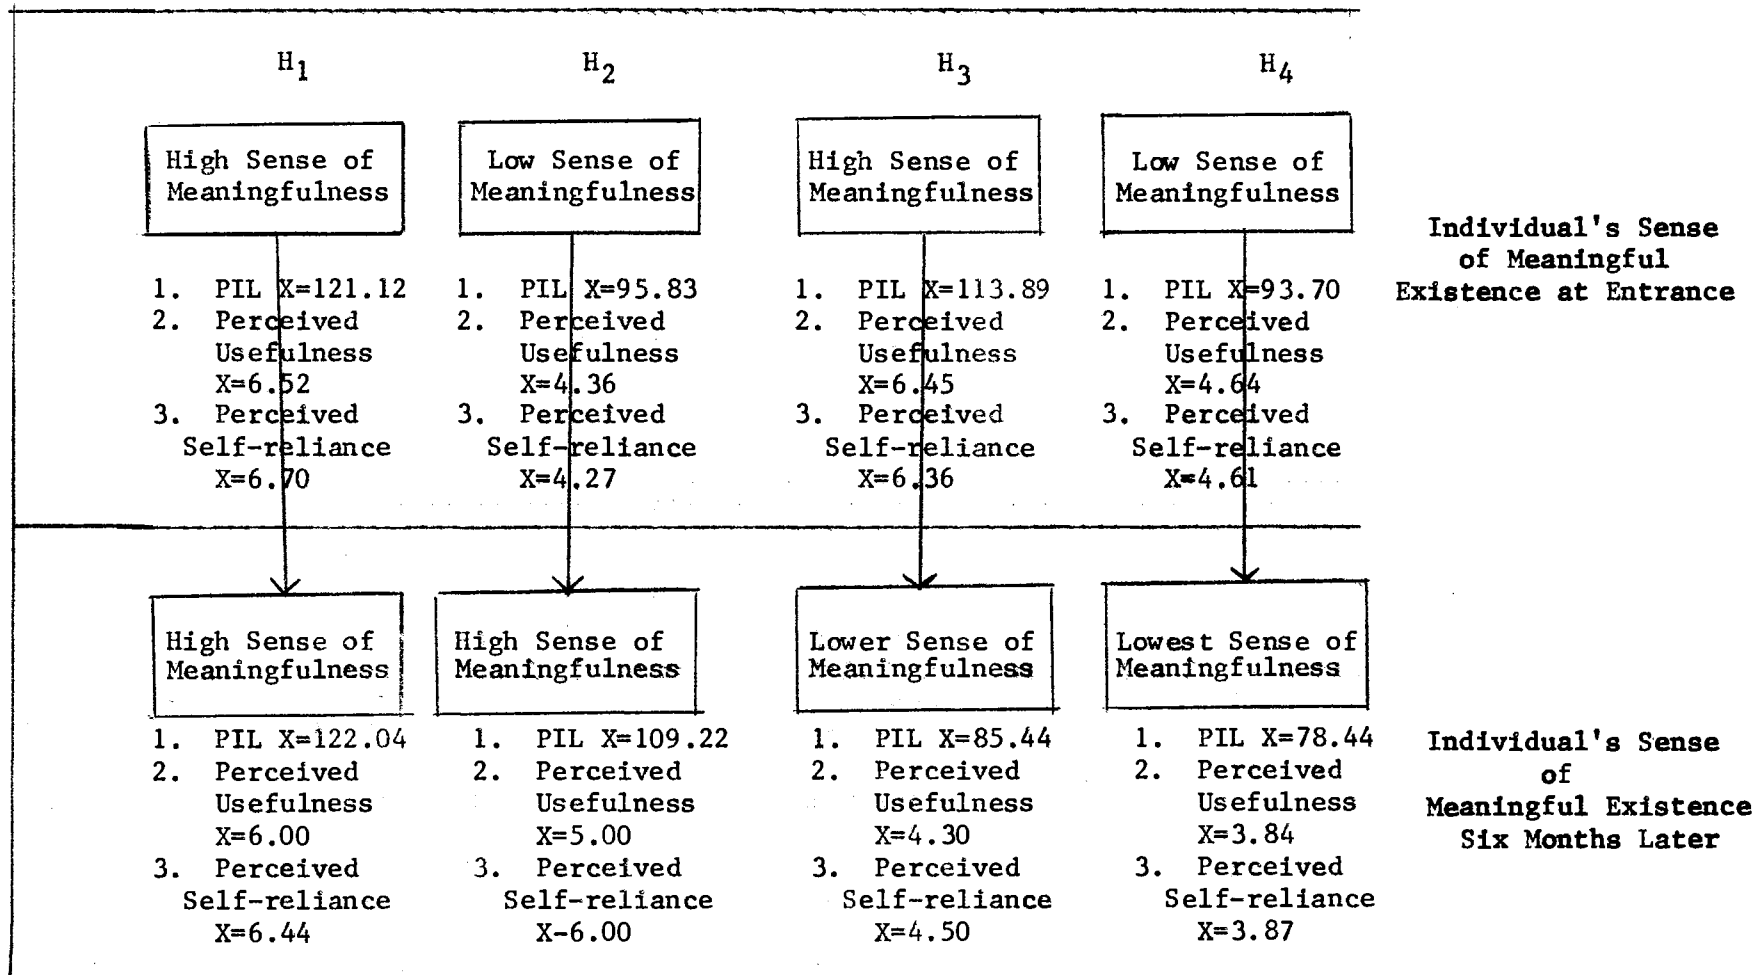 H1 H2 H3 H4
High Sense of Low Sense of High Sense of Low Sense of
Meaningfulness Meaningfulness Meaningfulness Meaningfulness
Individual's Sense
of Meaningful
Existence at Entrance
1. PIL X=121.12 1. PIL X=95.83 1. PIL X=113.89 1. PIL X=93.70
2. Perceived 2. Perceived 2. Perceived 2. Perceived
Usefulness Usefulness Usefulness Usefulness
X=6.52 X=4.36 X=6.45 X=4.64
3. Perceived 3. Perceived 3. Perceived 3. Perceived
Self-reliance Self-reliance Self-reliance Self-reliance
X=6.70 X=4.27 X=6.36 X=4.61
High Sense of High Sense of Lower Sense of Lowest Sense of
Meaningfulness Meaningfulness Meaningfulness Meaningfulness
1. PIL X=122.04 1. PIL X=109.22 1. PIL X=85.44 1. PIL X=78.44 Individual's Sense
2. Perceived 2. Perceived 2. Perceived 2. Perceived of
Usefulness Usefulness Usefulness Usefulness Meaningful Existence
X=6.00 X=5.00 X=4.30 X=3.84 Six Months Later
3. Perceived 3. Perceived 3. Perceived 3. Perceived
Self-reliance Self-reliance Self-reliance Self-reliance
X=6.44 X-6.00 X=4.50 X=3.87